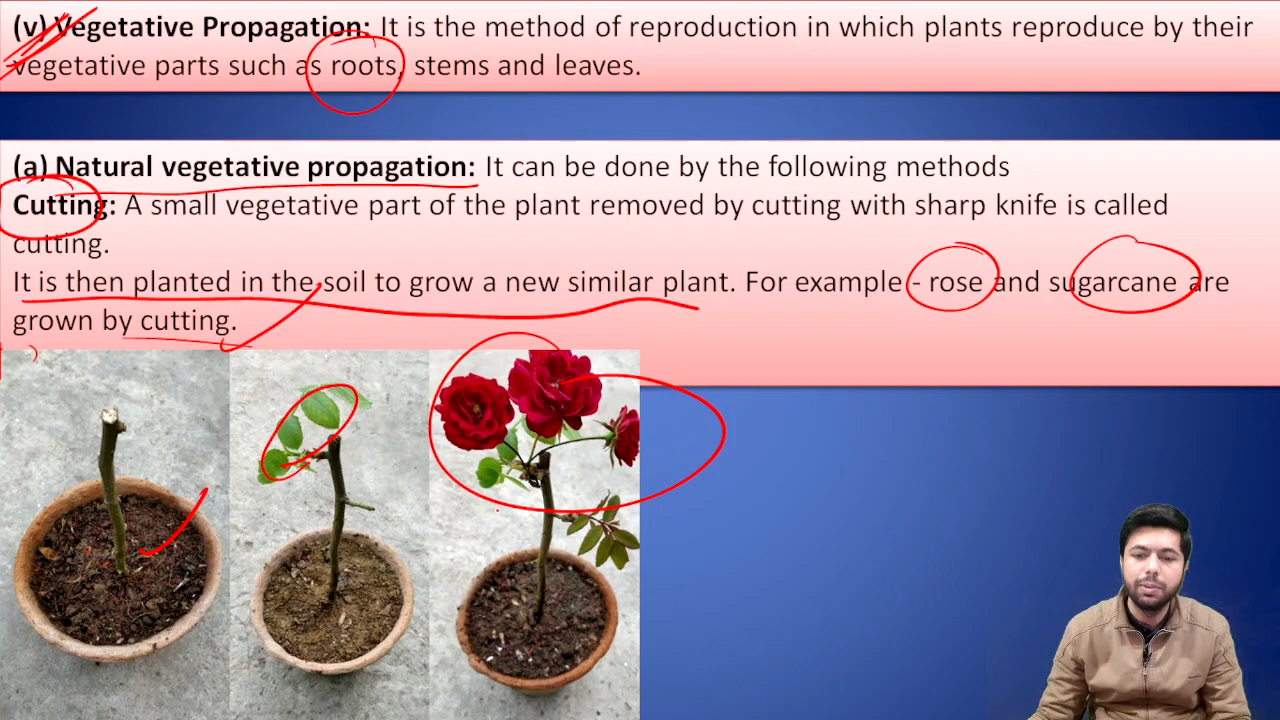 (v) Vegetative Propagation: It is the method of reproduction in which plants reproduce by their
vegetative parts such as roots, stems and leaves.
(a) Natural vegetative propagation: It can be done by the following methods
Cutting: A small vegetative part of the plant removed by cutting with sharp knife is called
cutting.
It is then planted in the soil to grow a new similar plant. For example - rose and sugarcane are
grown by cutting.